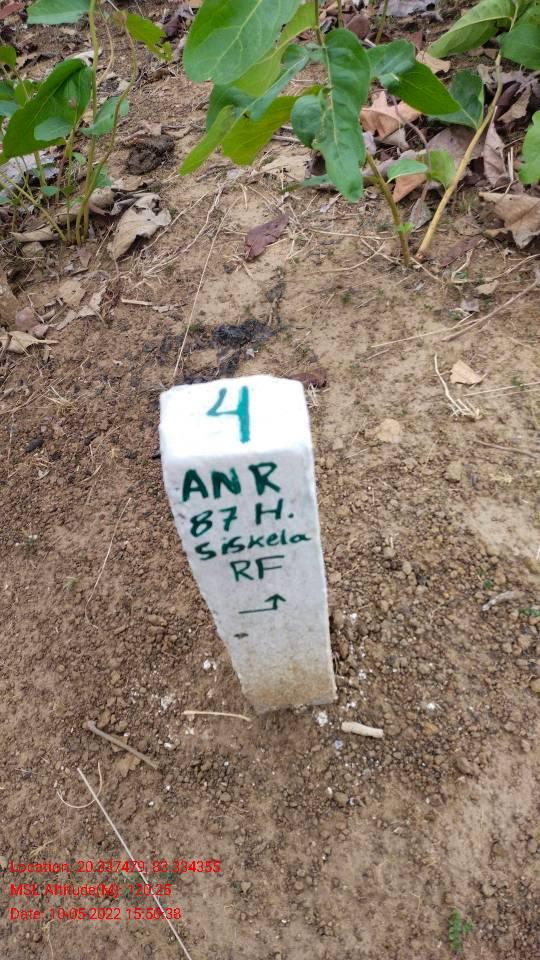 4
ANR
87 H.
Siskela
RF
Location: 20.337479, 83.334355
MSL Altitude(M): 120.25
Date: 10-05-2022 15:50:38